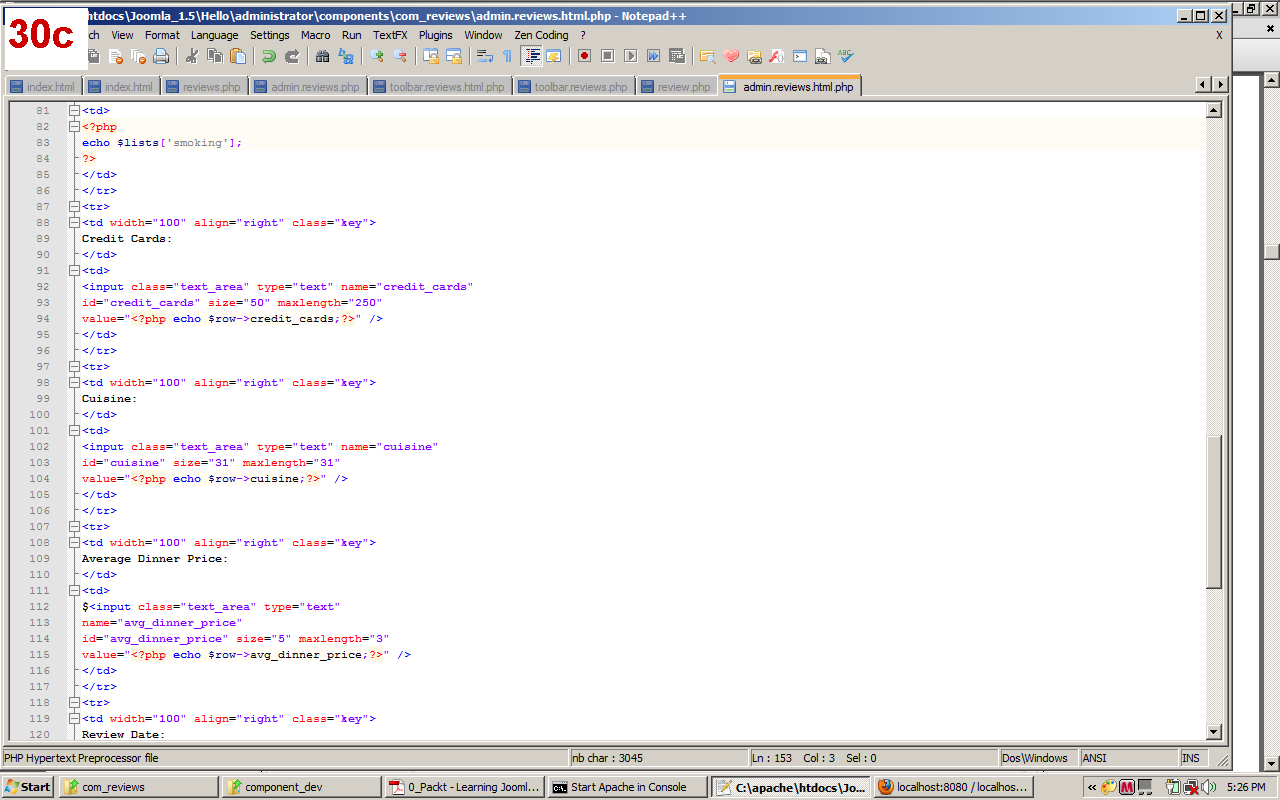 30c
htdocs\Joomla_1.5\Hello\administrator\components\com_reviews\admin.reviews.html.php - Notepad++
ch View Format Language Settings Macro Run TextFX Plugins Window Zen Coding ? X
index.html index.html reviews.php admin.reviews.php toolbar.reviews.html.php toolbar.reviews.php review.php admin.reviews.html.php
81 <td>
82 <?php
83 echo $lists['smoking'];
84 ?>
85 </td>
86 </tr>
87 <tr>
88 <td width="100" align="right" class="key">
89 Credit Cards:
90 </td>
91 <td>
92 <input class="text_area" type="text" name="credit_cards"
93 id="credit_cards" size="50" maxlength="250"
94 value="<?php echo $row->credit_cards;?>" />
95 </td>
96 </tr>
97 <tr>
98 <td width="100" align="right" class="key">
99 Cuisine:
100 </td>
101 <td>
102 <input class="text_area" type="text" name="cuisine"
103 id="cuisine" size="31" maxlength="31"
104 value="<?php echo $row->cuisine;?>" />
105 </td>
106 </tr>
107 <tr>
108 <td width="100" align="right" class="key">
109 Average Dinner Price:
110 </td>
111 <td>
112 $<input class="text_area" type="text"
113 name="avg_dinner_price"
114 id="avg_dinner_price" size="5" maxlength="3"
115 value="<?php echo $row->avg_dinner_price;?>" />
116 </td>
117 </tr>
118 <tr>
119 <td width="100" align="right" class="key">
120 Review Date:
PHP Hypertext Preprocessor file nb char : 3045 Ln : 153 Col : 3 Sel : 0 Dos\Windows ANSI INS
Start com_reviews component_dev 0_Packt - Learning Jooml... Start Apache in Console C:\apache\htdocs\Jo... localhost:8080 / localhos... « 5:26 PM